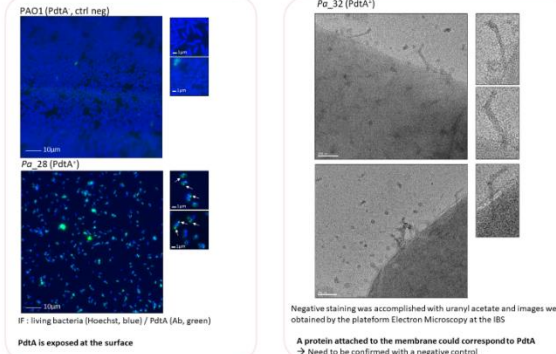 PAO1 (PdtA⁻, ctrl neg)
1µm
1µm
10µm
Pa_28 (PdtA⁺)
1µm
1µm
10µm
IF : living bacteria (Hoechst, blue) / PdtA (Ab, green)
PdtA is exposed at the surface
Pa_32 (PdtA⁺)
Negative staining was accomplished with uranyl acetate and images we
obtained by the plateform Electron Microscopy at the IBS
A protein attached to the membrane could correspond to PdtA
→ Need to be confirmed with a negative control